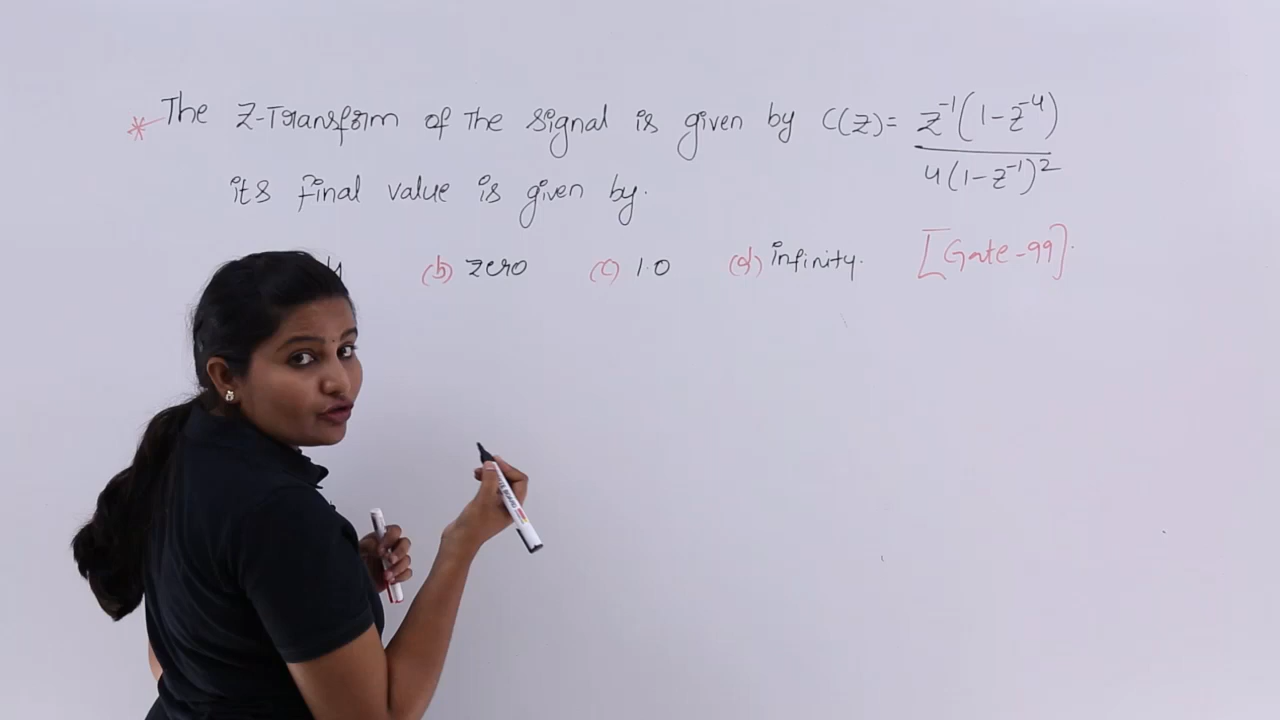 * The Z-Transform of the signal is given by C(Z) = z⁻¹(1-z⁻⁴) / 4(1-z⁻¹)²
its final value is given by.
(b) zero (c) 1.0 (d) infinity. [Gate-99].